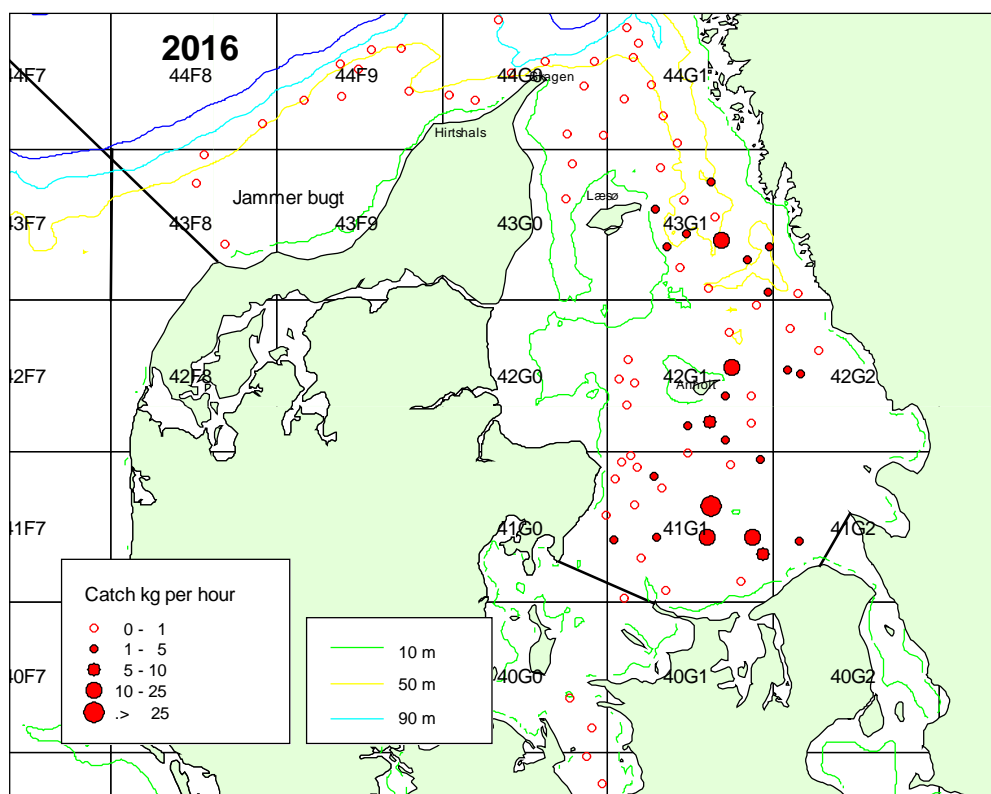 2016
44F7 44F8 44F9 44G0 44G1
Skagen
Hirtshals
Jammer bugt
Læsø
43F7 43F8 43F9 43G0 43G1
42F7 42F8 42G0 42G1 42G2
Anholt
41F7 41G0 41G1 41G2
40F7 40G0 40G1 40G2
Catch kg per hour
0 - 1
1 - 5
5 - 10
10 - 25
.> 25
10 m
50 m
90 m